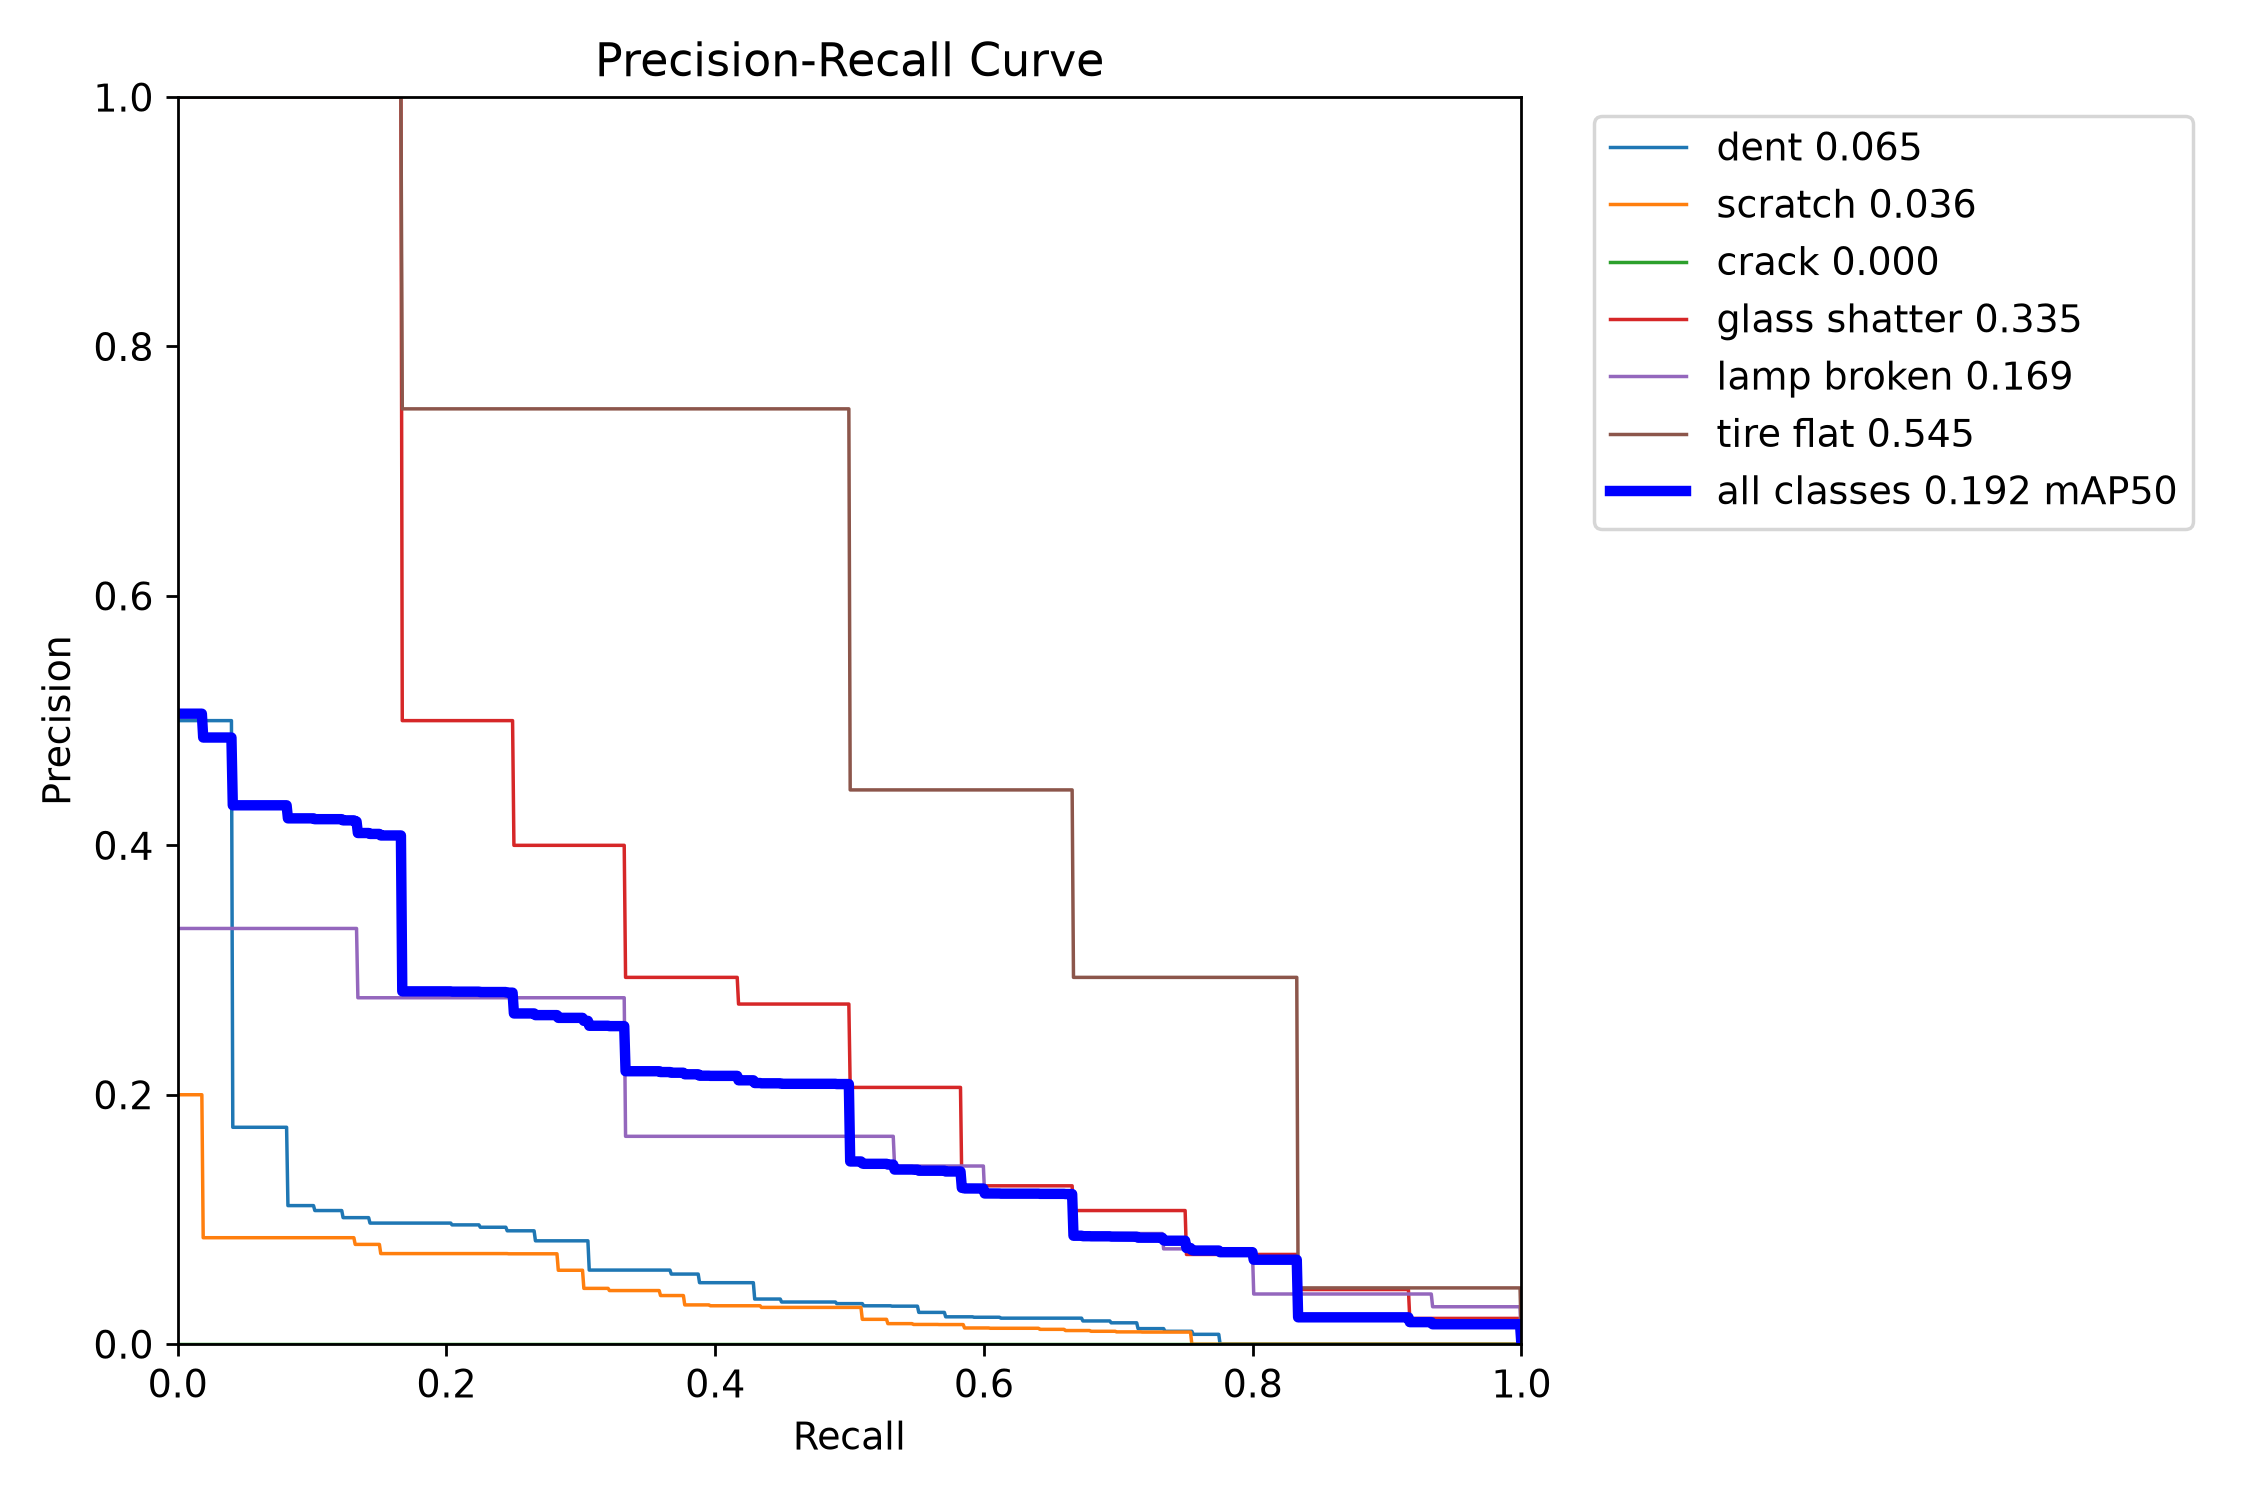 Precision-Recall Curve
1.0
0.8
0.6
0.4
0.2
0.0
Precision
0.0 0.2 0.4 0.6 0.8 1.0
Recall
dent 0.065
scratch 0.036
crack 0.000
glass shatter 0.335
lamp broken 0.169
tire flat 0.545
all classes 0.192 mAP50